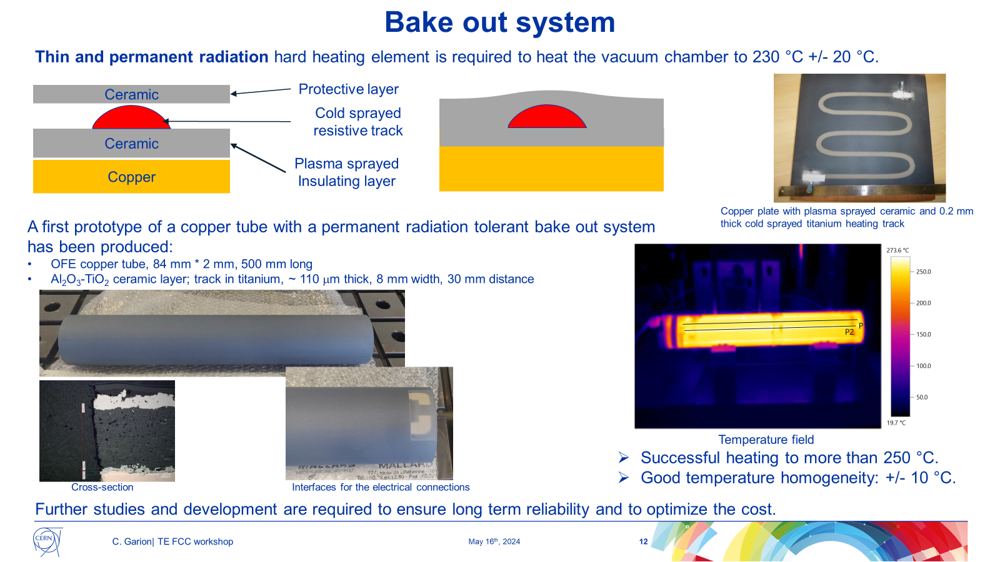 Bake out system
Thin and permanent radiation hard heating element is required to heat the vacuum chamber to 230 °C +/- 20 °C.
Ceramic
Protective layer
Cold sprayed
resistive track
Ceramic
Plasma sprayed
Insulating layer
Copper
Copper plate with plasma sprayed ceramic and 0.2 mm
thick cold sprayed titanium heating track
A first prototype of a copper tube with a permanent radiation tolerant bake out system
has been produced:
• OFE copper tube, 84 mm * 2 mm, 500 mm long
• Al₂O₃-TiO₂ ceramic layer; track in titanium, ~ 110 μm thick, 8 mm width, 30 mm distance
273.6 °C
250.0
200.0
150.0
100.0
50.0
19.7 °C
P2
MALLARD
Cross-section
Interfaces for the electrical connections
Temperature field
➢ Successful heating to more than 250 °C.
➢ Good temperature homogeneity: +/- 10 °C.
Further studies and development are required to ensure long term reliability and to optimize the cost.
CERN
C. Garion| TE FCC workshop
May 16th, 2024
12